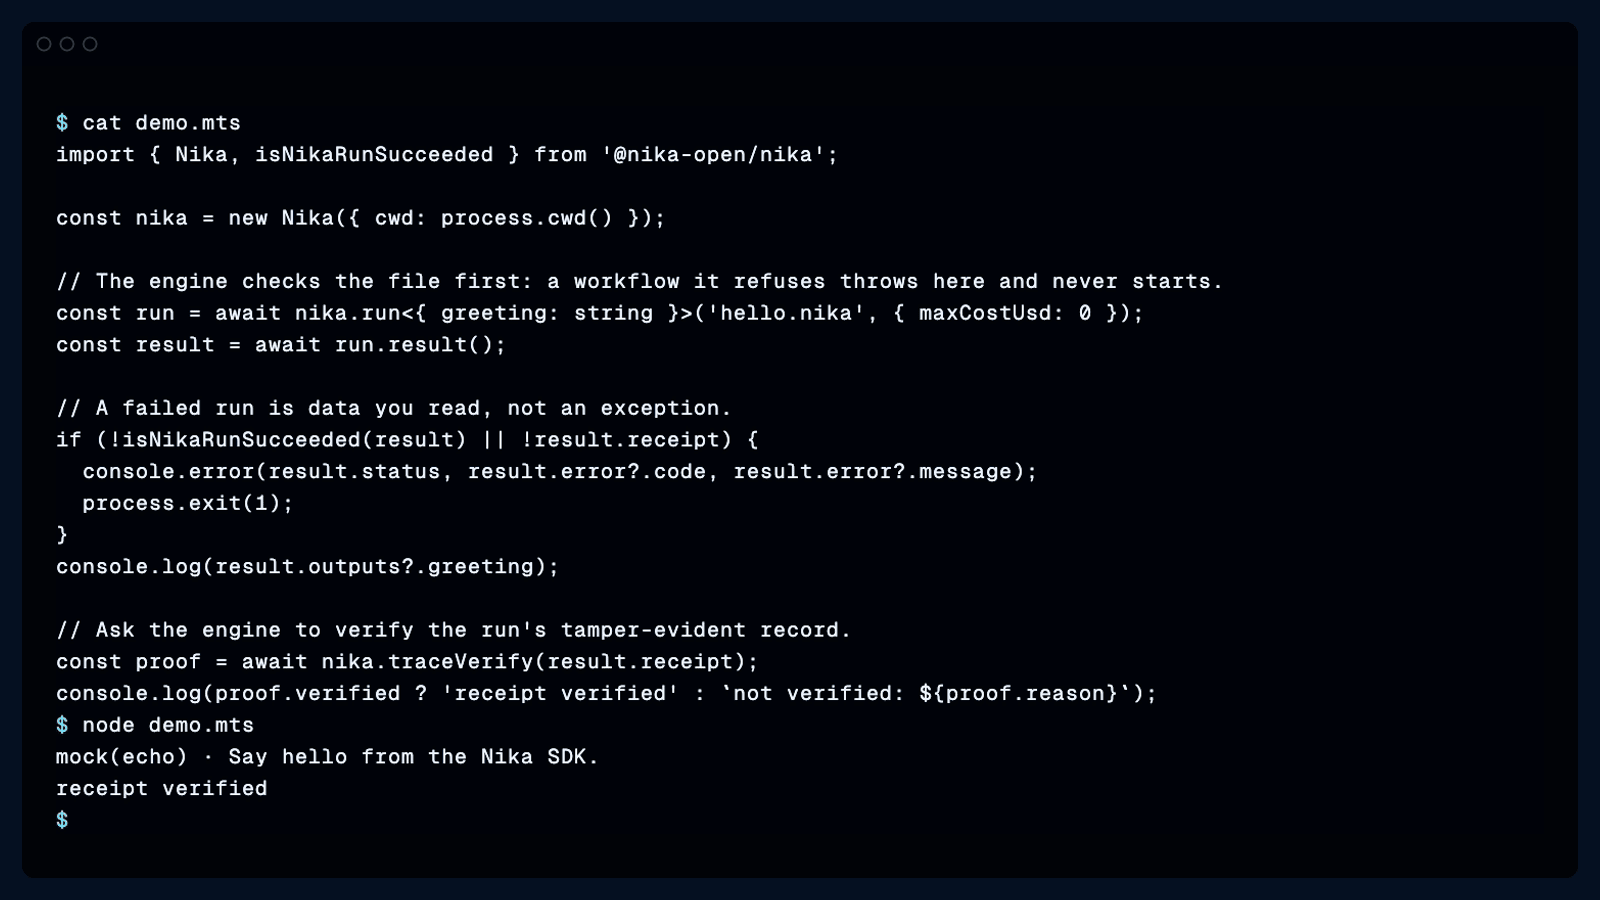 $ cat demo.mts
import { Nika, isNikaRunSucceeded } from '@nika-open/nika';

const nika = new Nika({ cwd: process.cwd() });

// The engine checks the file first: a workflow it refuses throws here and never starts.
const run = await nika.run<{ greeting: string }>('hello.nika', { maxCostUsd: 0 });
const result = await run.result();

// A failed run is data you read, not an exception.
if (!isNikaRunSucceeded(result) || !result.receipt) {
  console.error(result.status, result.error?.code, result.error?.message);
  process.exit(1);
}
console.log(result.outputs?.greeting);

// Ask the engine to verify the run's tamper-evident record.
const proof = await nika.traceVerify(result.receipt);
console.log(proof.verified ? 'receipt verified' : `not verified: ${proof.reason}`);
$ node demo.mts
mock(echo) · Say hello from the Nika SDK.
receipt verified
$